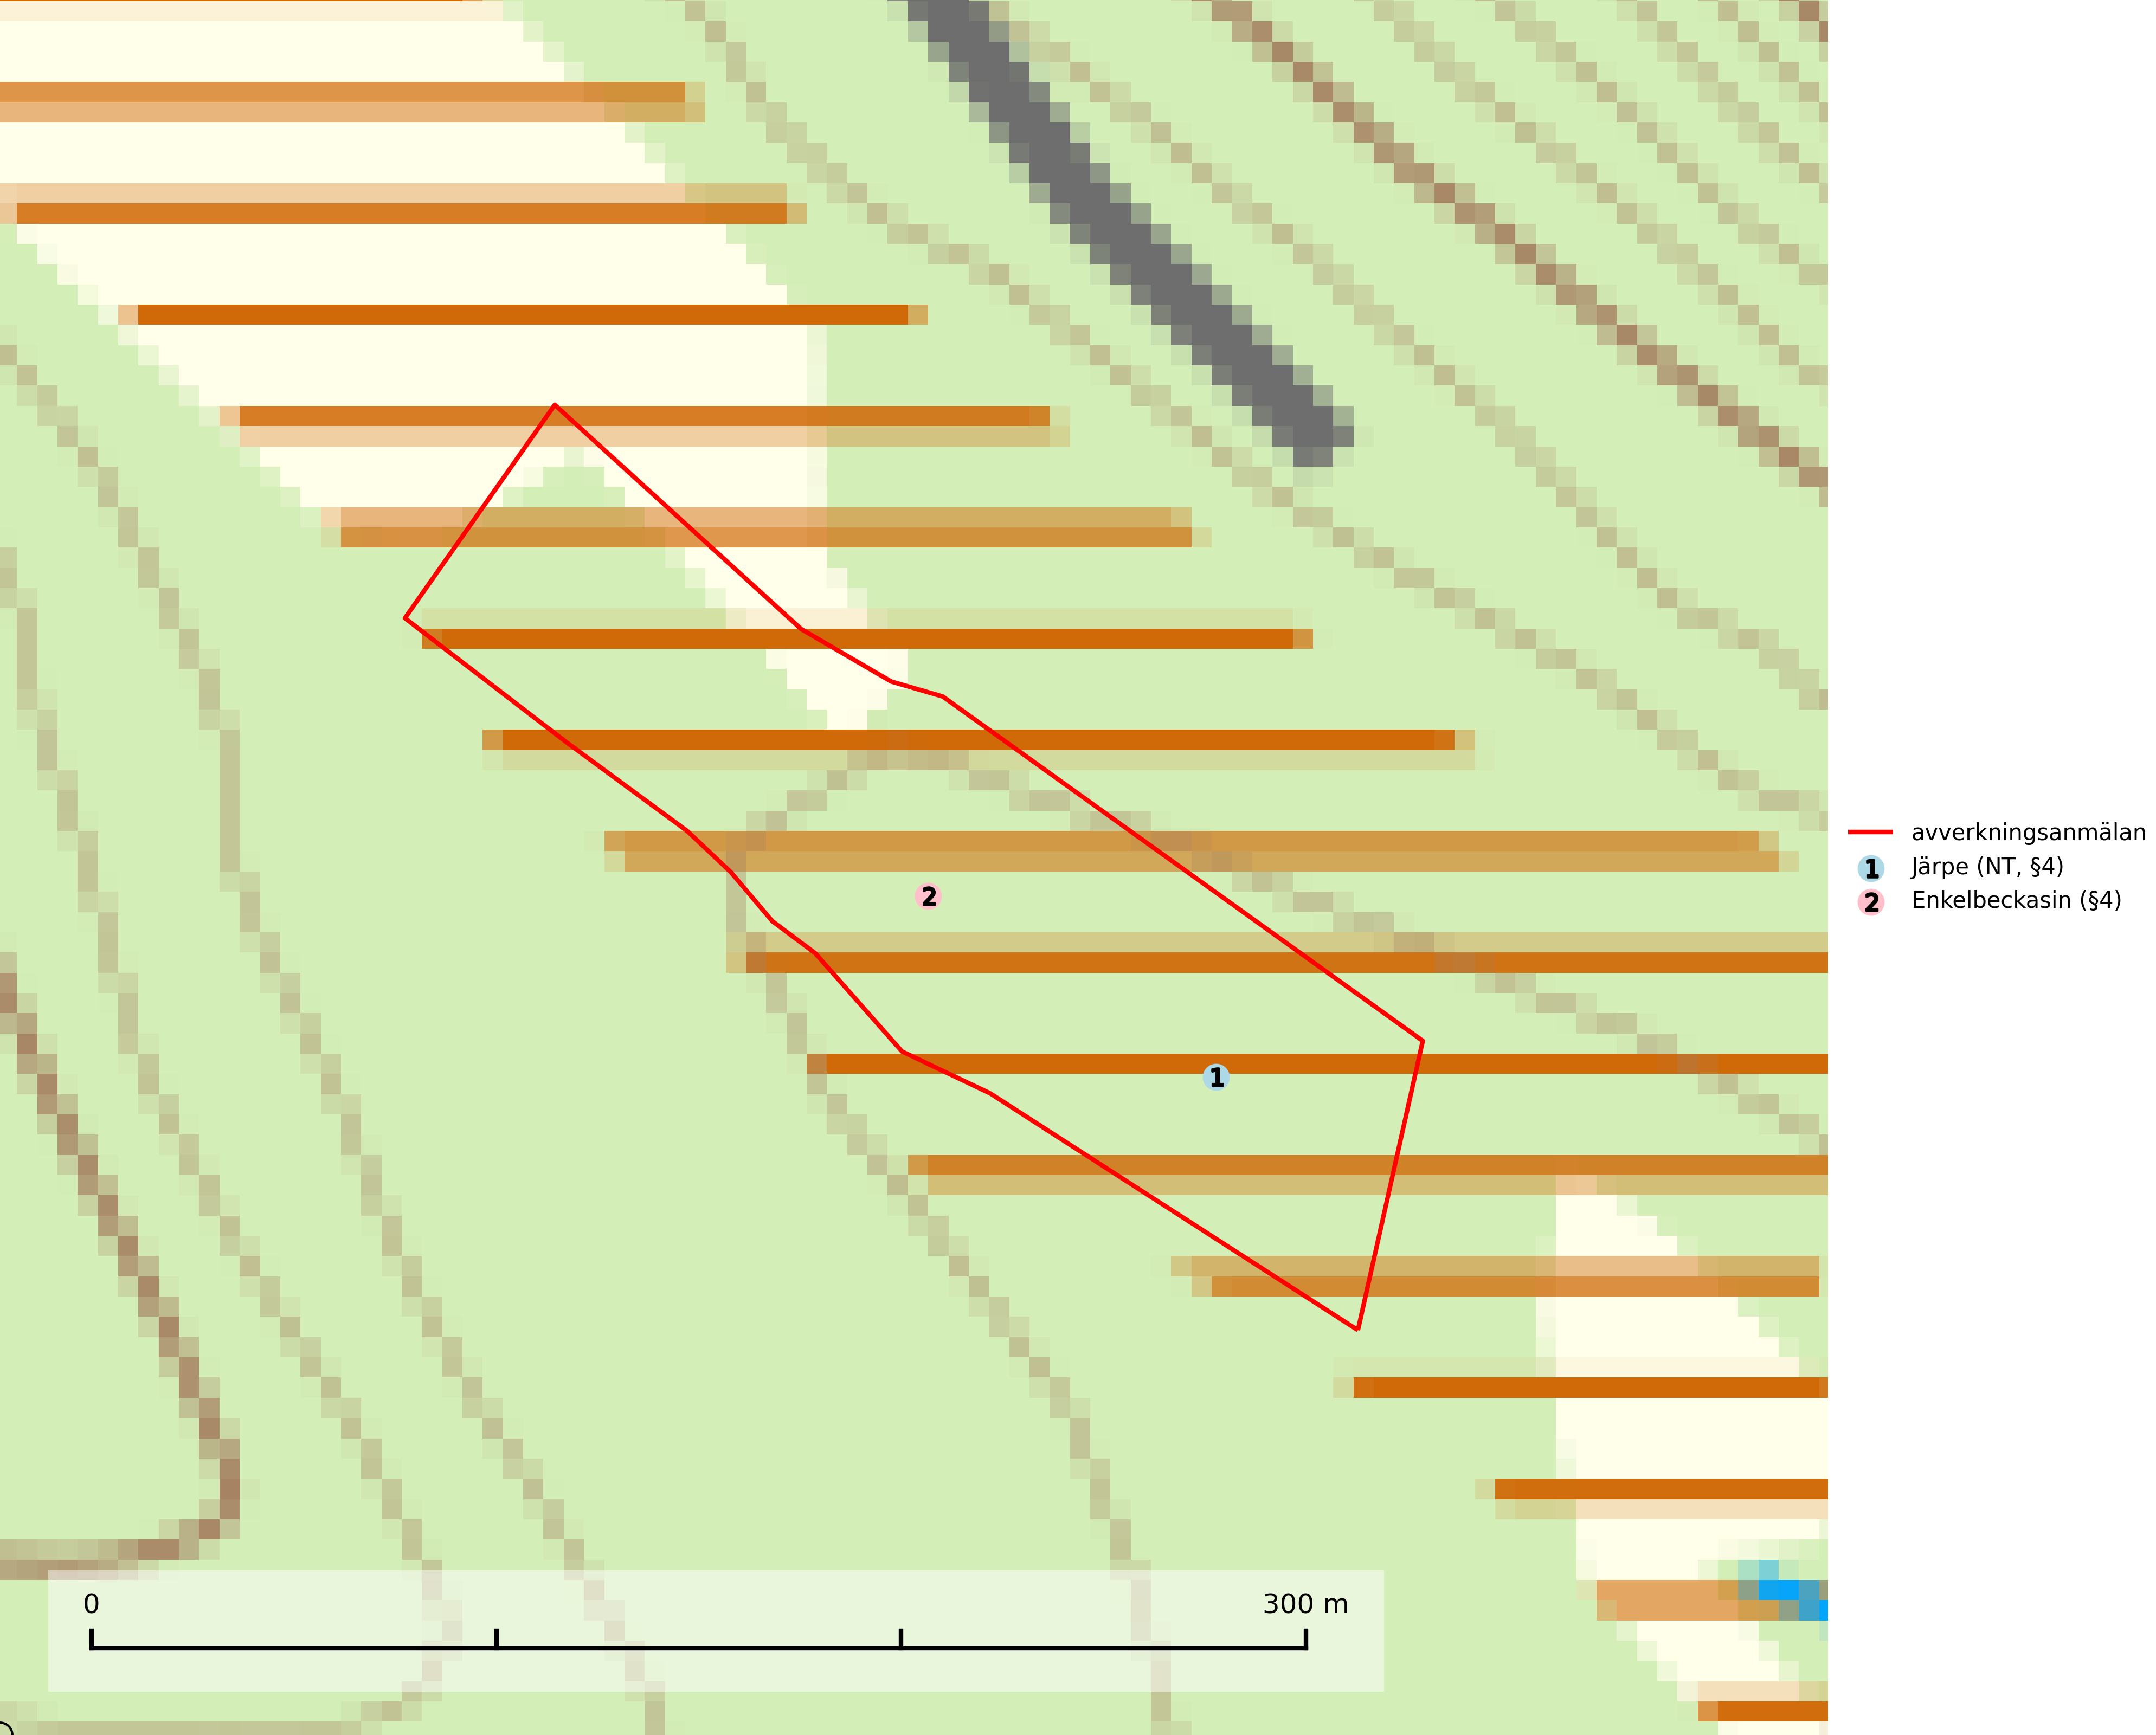 2
1
avverkningsanmälan
1 Järpe (NT, §4)
2 Enkelbeckasin (§4)
0 300 m